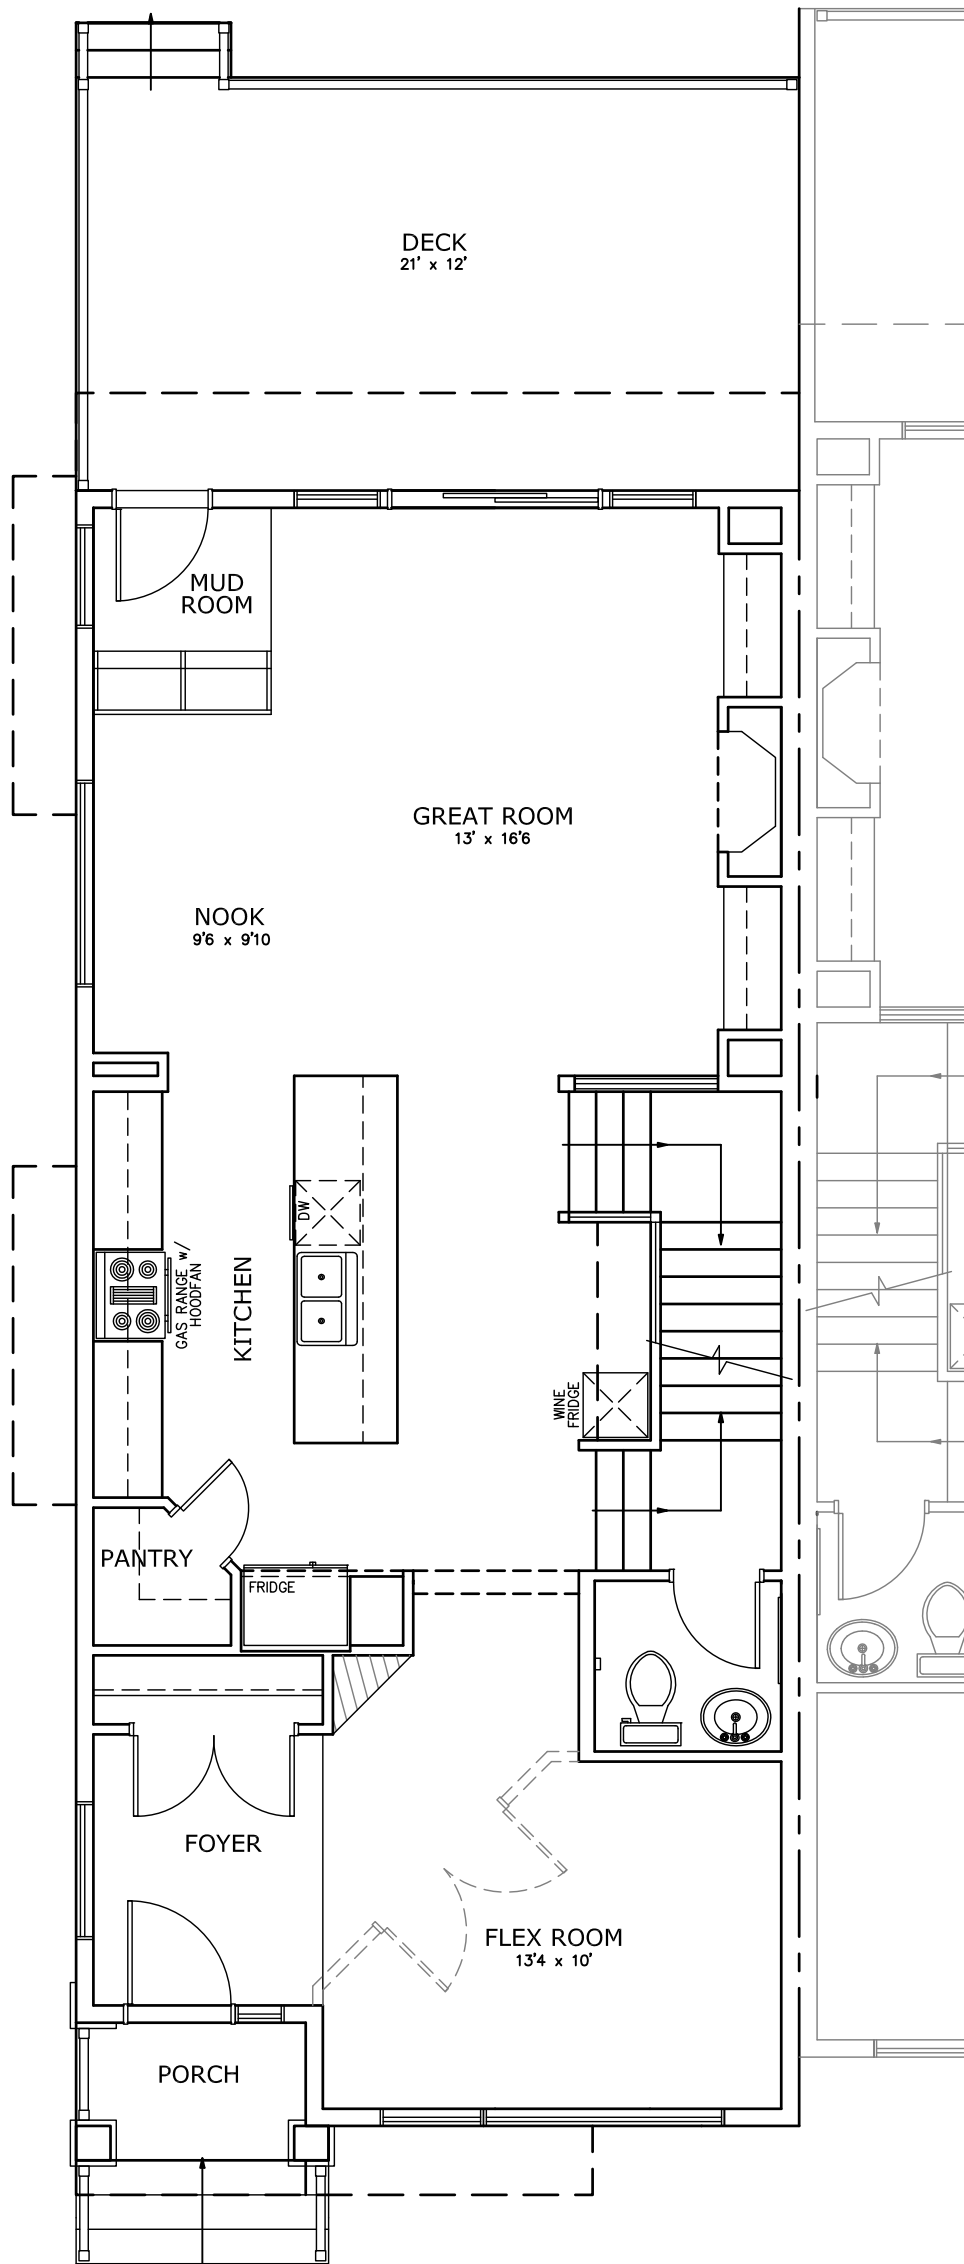 DECK
21' x 12'
MUD
ROOM
GREAT ROOM
13' x 16'6
NOOK
9'6 x 9'10
DW
GAS RANGE w/
HOODFAN
KITCHEN
WINE
FRIDGE
PANTRY
FRIDGE
FOYER
FLEX ROOM
13'4 x 10'
PORCH